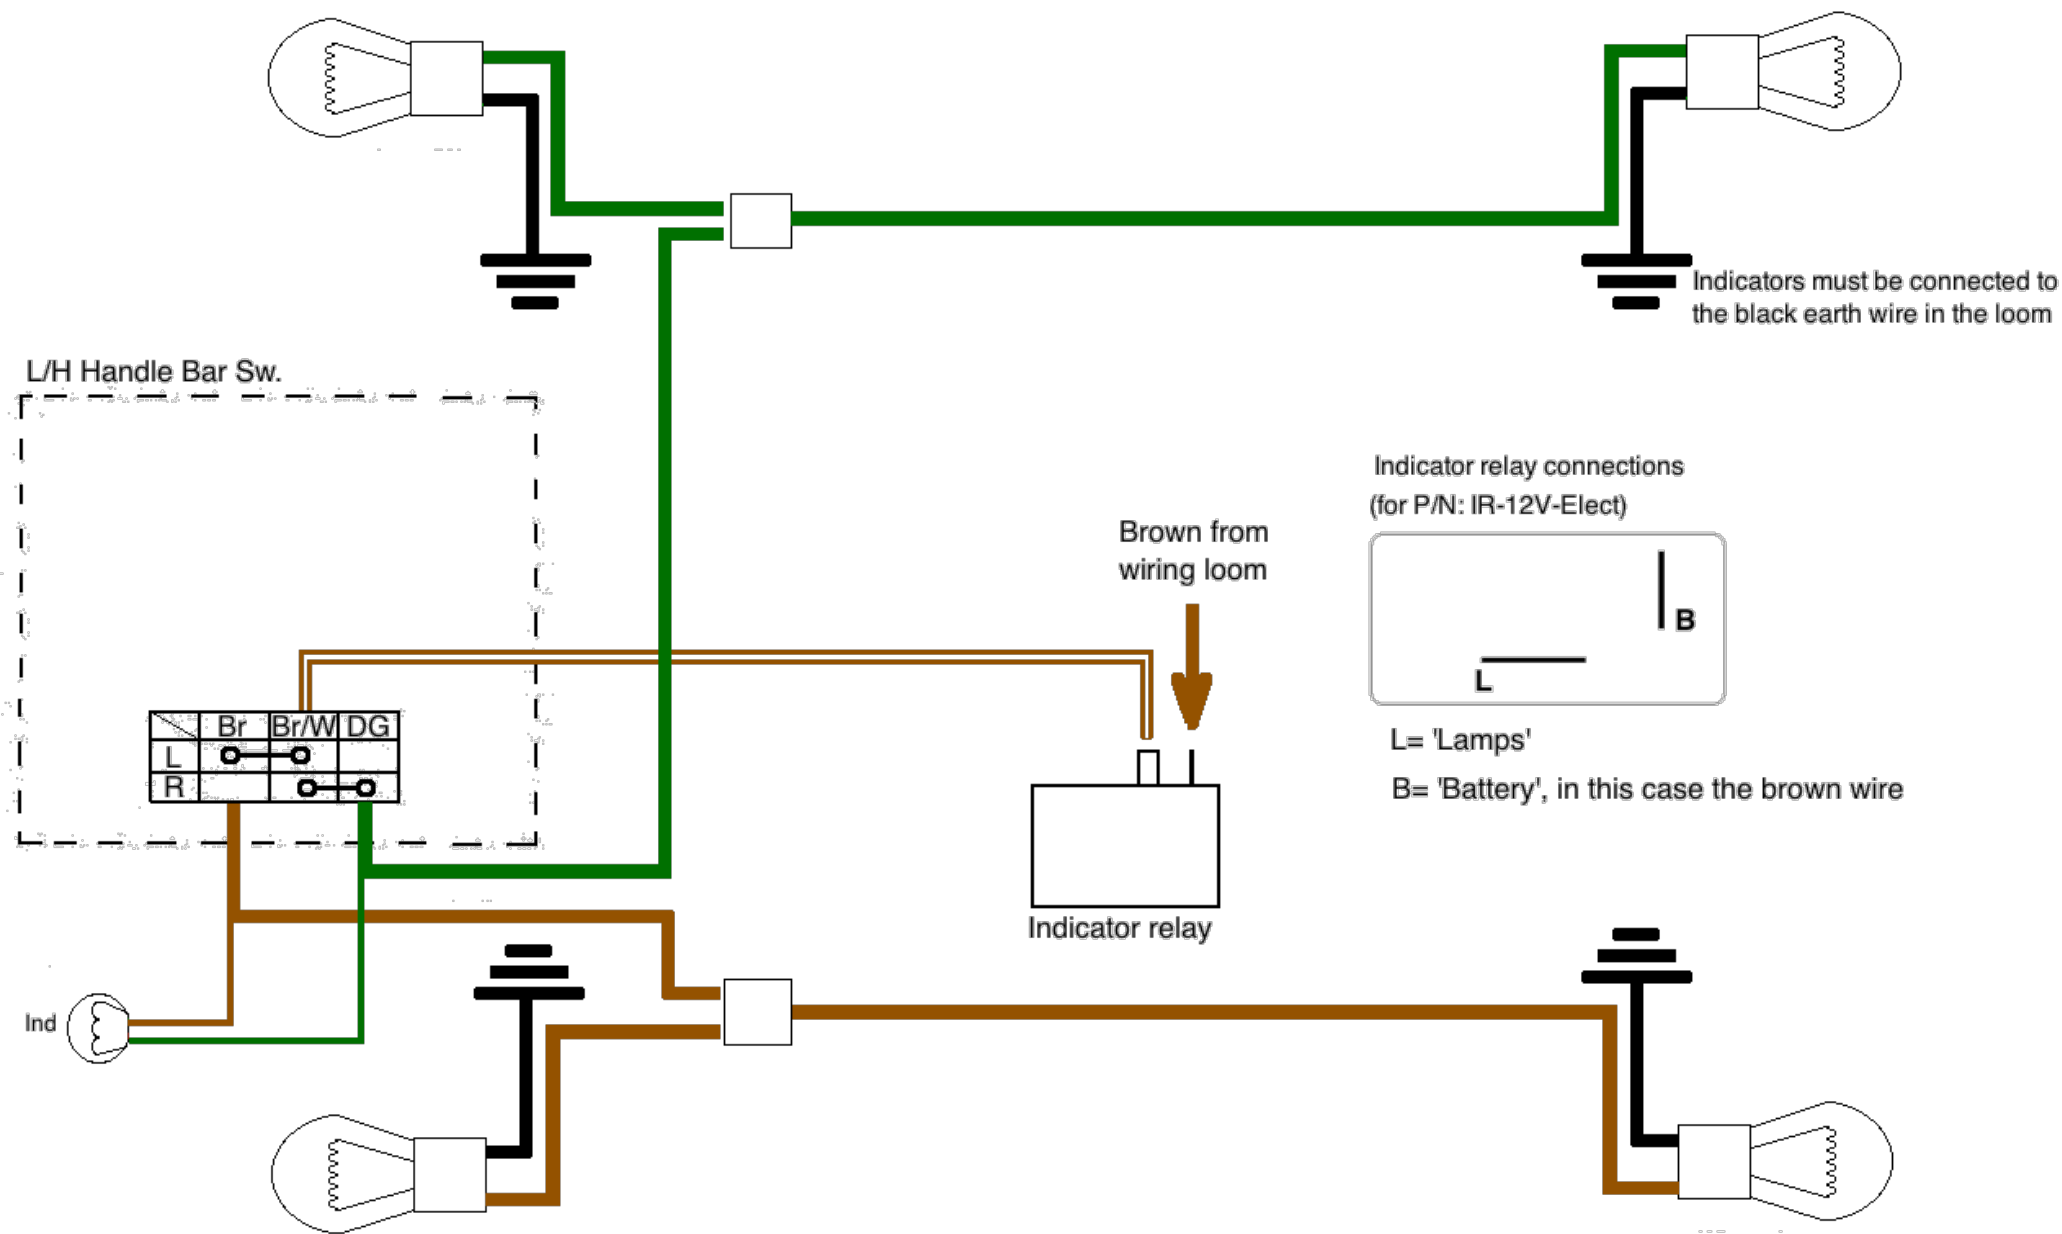 Indicators must be connected to
the black earth wire in the loom
L/H Handle Bar Sw.
Indicator relay connections
(for P/N: IR-12V-Elect)
Brown from
wiring loom
B
L
Br Br/W DG
L
R
L= 'Lamps'
B= 'Battery', in this case the brown wire
Indicator relay
Ind